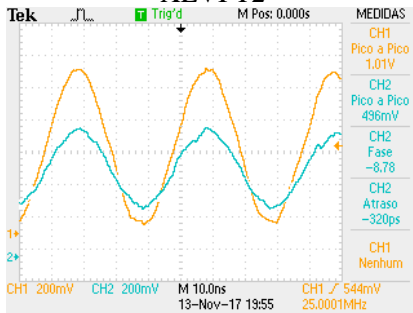 Tek T Trig'd M Pos: 0.000s MEDIDAS
CH1
Pico a Pico
1.01V
CH2
Pico a Pico
496mV
CH2
Fase
-8.78
CH2
Atraso
-320ps
CH1
Nenhum
1
2
CH1 200mV CH2 200mV M 10.0ns CH1 544mV
13-Nov-17 19:55 25.0001MHz